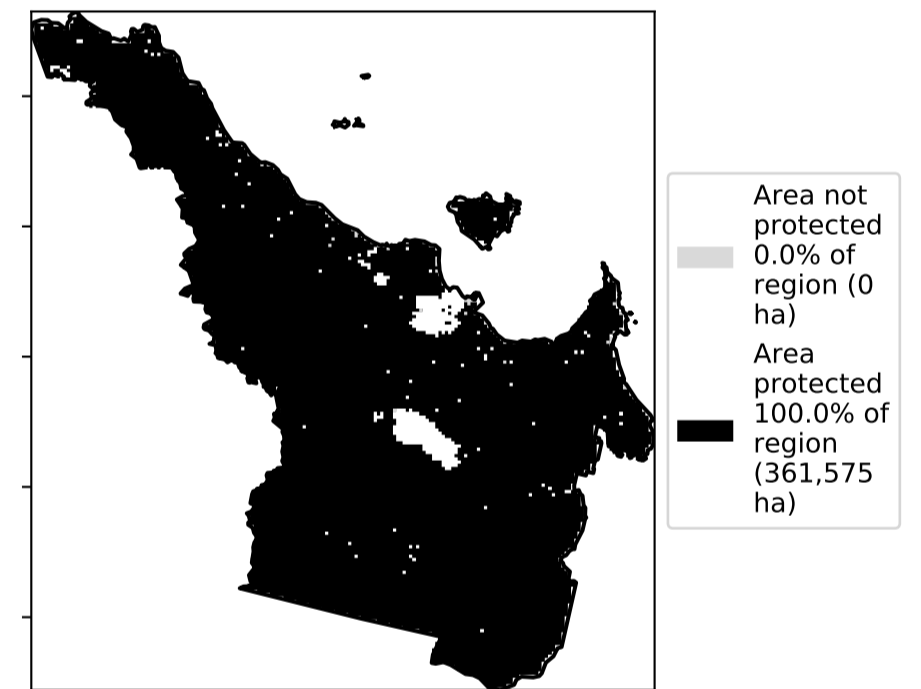 Area not
protected
0.0% of
region (0
ha)
Area
protected
100.0% of
region
(361,575
ha)